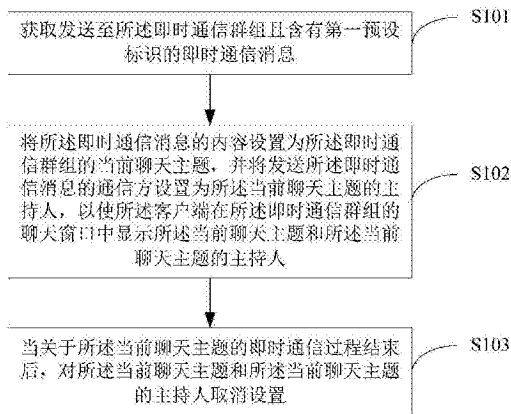 获取发送至所述即时通信群组且含有第一预设
标识的即时通信消息
S101
将所述即时通信消息的内容设置为所述即时通
信群组的当前聊天主题，并将发送所述即时通
信消息的通信方设置为所述当前聊天主题的主
持人，以使所述客户端在所述即时通信群组的
聊天窗口中显示所述当前聊天主题和所述当前
聊天主题的主持人
S102
当关于所述当前聊天主题的即时通信过程结束
后，对所述当前聊天主题和所述当前聊天主题
的主持人取消设置
S103